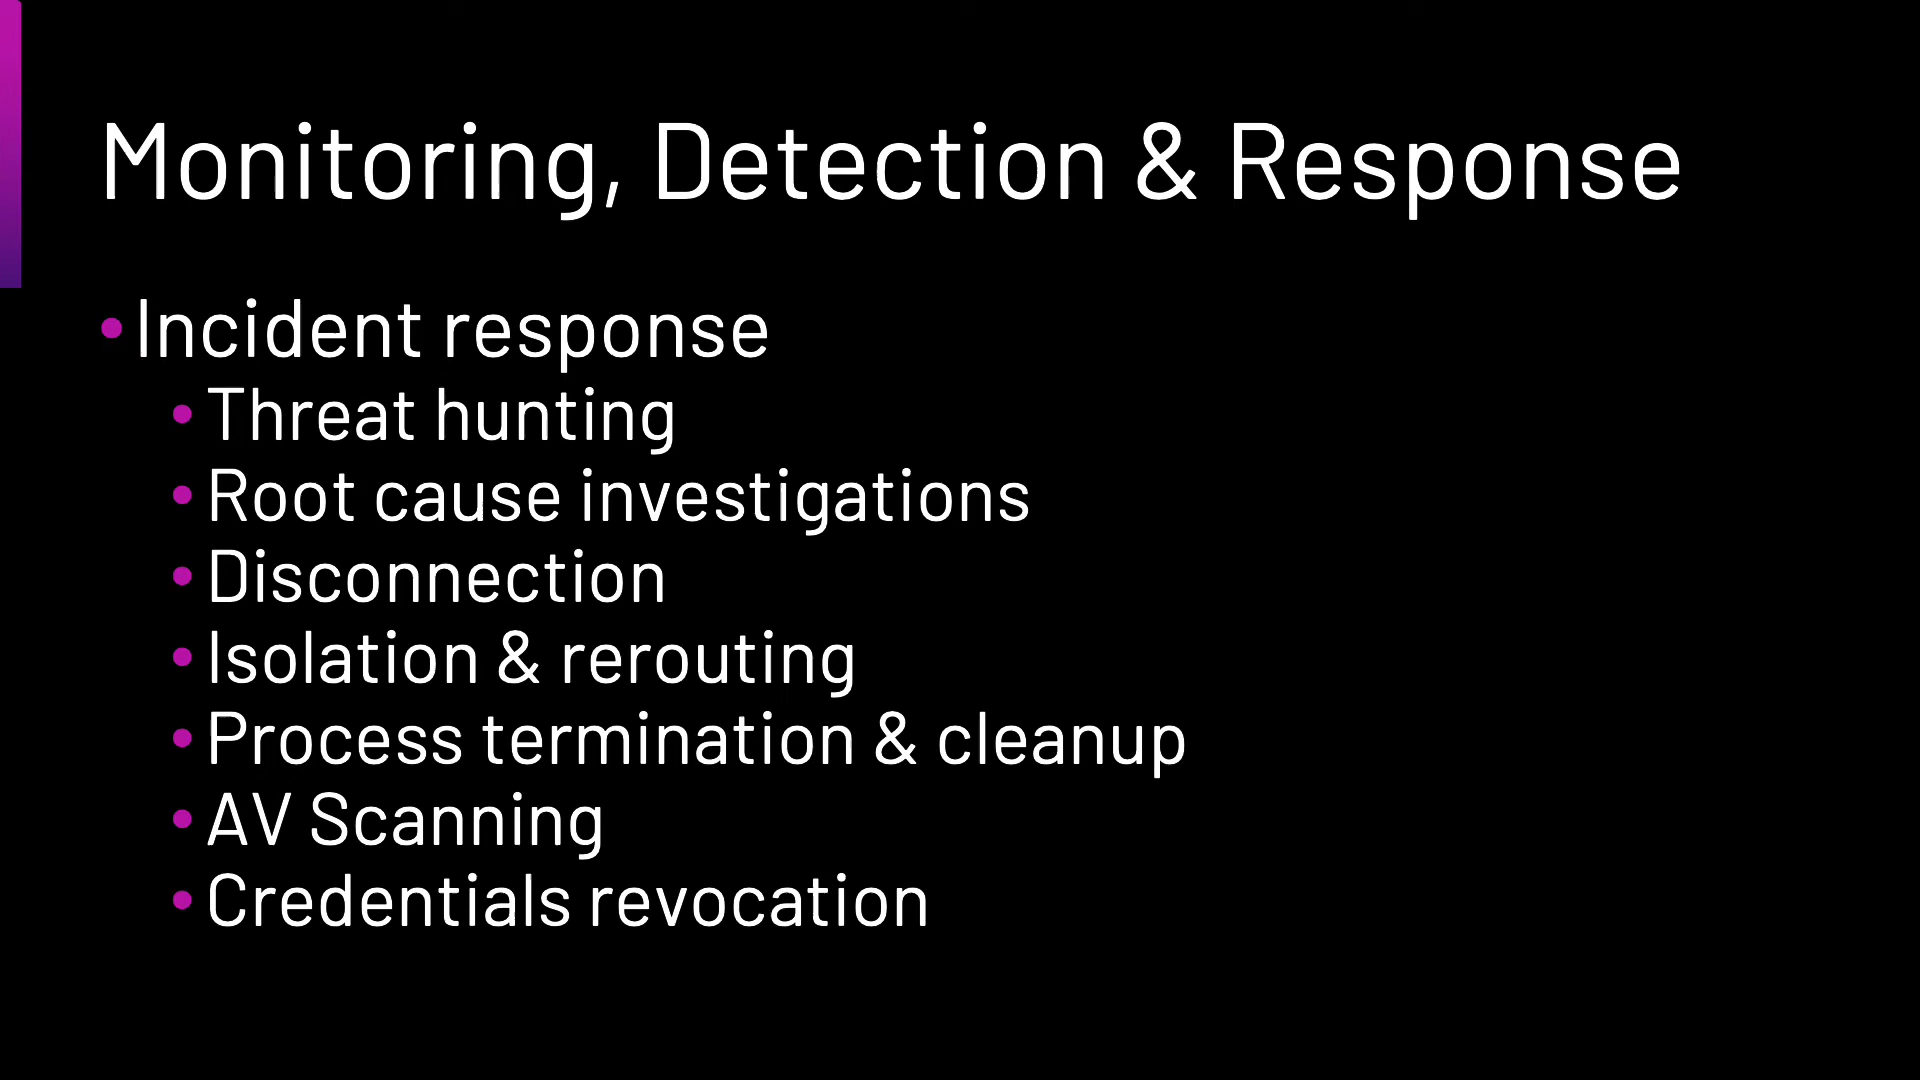 Monitoring, Detection & Response
• Incident response
• Threat hunting
• Root cause investigations
• Disconnection
• Isolation & rerouting
• Process termination & cleanup
• AV Scanning
• Credentials revocation